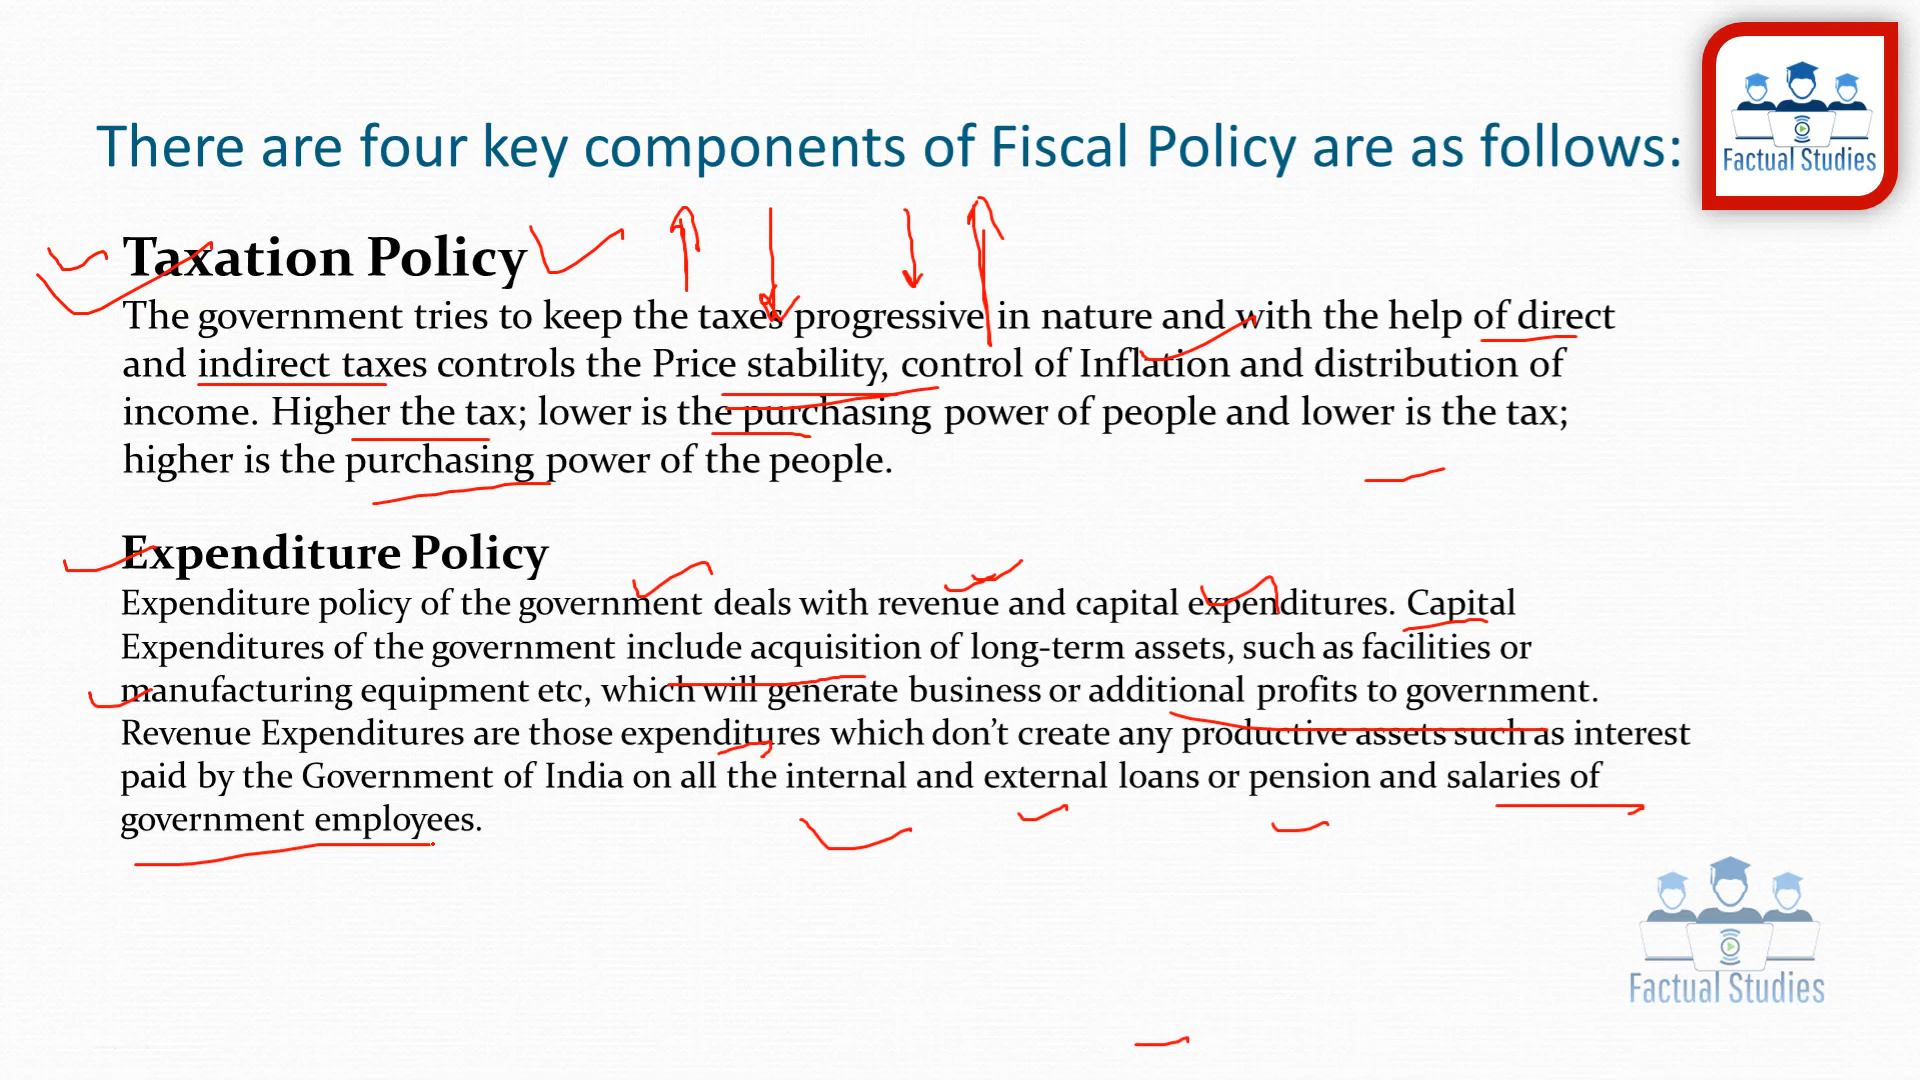 There are four key components of Fiscal Policy are as follows:
Factual Studies
Taxation Policy
The government tries to keep the taxes progressive in nature and with the help of direct
and indirect taxes controls the Price stability, control of Inflation and distribution of
income. Higher the tax; lower is the purchasing power of people and lower is the tax;
higher is the purchasing power of the people.
Expenditure Policy
Expenditure policy of the government deals with revenue and capital expenditures. Capital
Expenditures of the government include acquisition of long-term assets, such as facilities or
manufacturing equipment etc, which will generate business or additional profits to government.
Revenue Expenditures are those expenditures which don’t create any productive assets such as interest
paid by the Government of India on all the internal and external loans or pension and salaries of
government employees.
Factual Studies